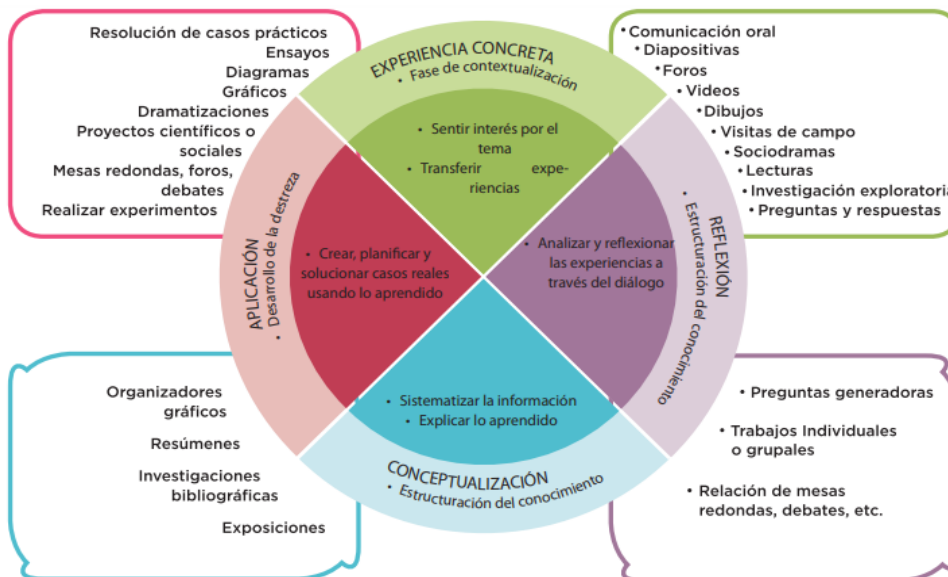 Resolución de casos prácticos
Ensayos
Diagramas
Gráficos
Dramatizaciones
Proyectos científicos o
sociales
Mesas redondas, foros,
debates
Realizar experimentos
EXPERIENCIA CONCRETA
• Fase de contextualización
• Sentir interés por el
tema
• Transferir expe-
riencias
• Comunicación oral
• Diapositivas
• Foros
• Videos
• Dibujos
• Visitas de campo
• Sociodramas
• Lecturas
• Investigación exploratoria
• Preguntas y respuestas
APLICACIÓN
• Desarrollo de la destreza
• Crear, planificar y
solucionar casos reales
usando lo aprendido
• Analizar y reflexionar
las experiencias a
través del diálogo
REFLEXIÓN
• Estructuración del conocimiento
• Sistematizar la información
• Explicar lo aprendido
CONCEPTUALIZACIÓN
• Estructuración del conocimiento
Organizadores
gráficos
Resúmenes
Investigaciones
bibliográficas
Exposiciones
• Preguntas generadoras
• Trabajos Individuales
o grupales
• Relación de mesas
redondas, debates, etc.